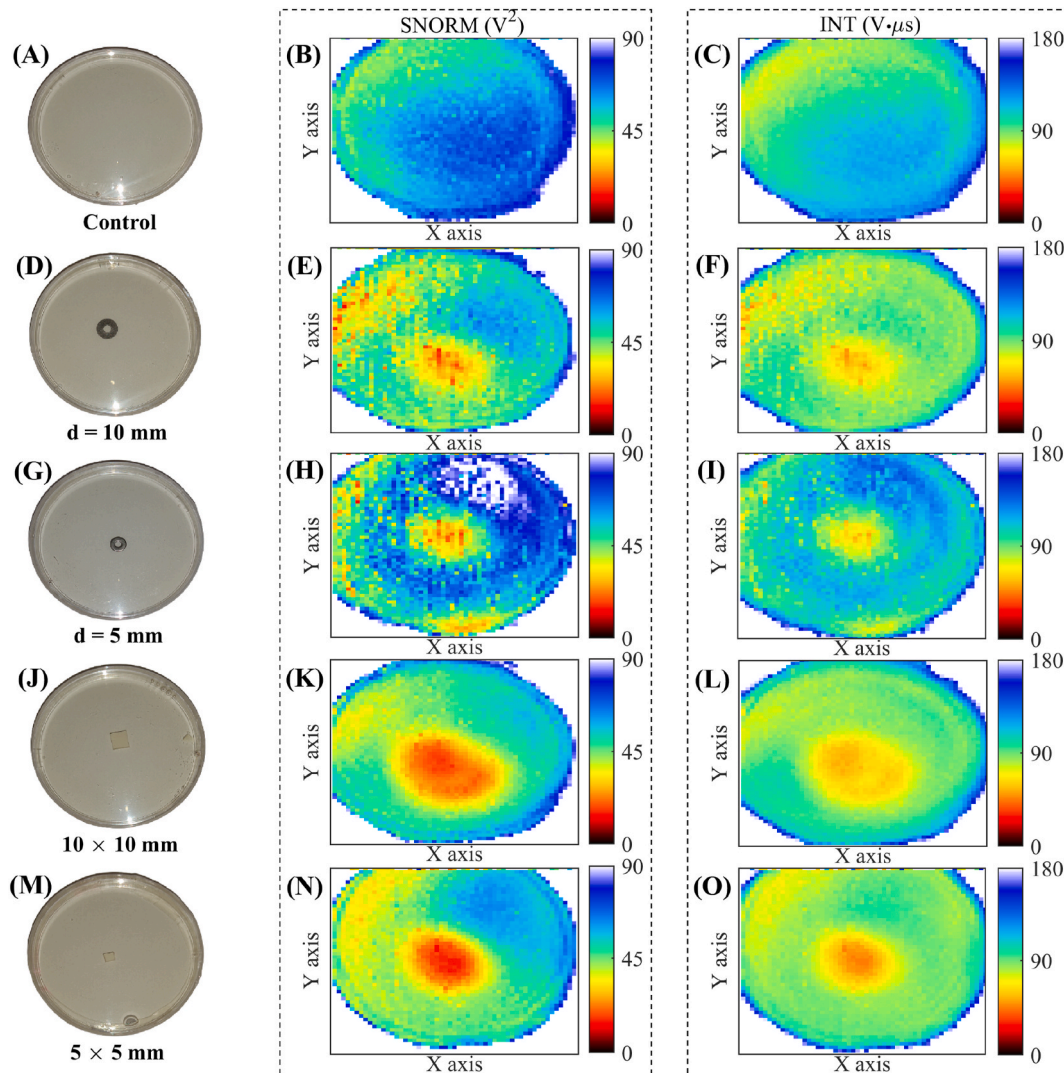 SNORM (V²) INT (V·μs)
(A) (B) 90 (C) 180
Y axis 45 Y axis 90
0 0
Control X axis X axis
(D) (E) 90 (F) 180
Y axis 45 Y axis 90
0 0
d = 10 mm X axis X axis
(G) (H) 90 (I) 180
Y axis 45 Y axis 90
0 0
d = 5 mm X axis X axis
(J) (K) 90 (L) 180
Y axis 45 Y axis 90
0 0
10 × 10 mm X axis X axis
(M) (N) 90 (O) 180
Y axis 45 Y axis 90
0 0
5 × 5 mm X axis X axis